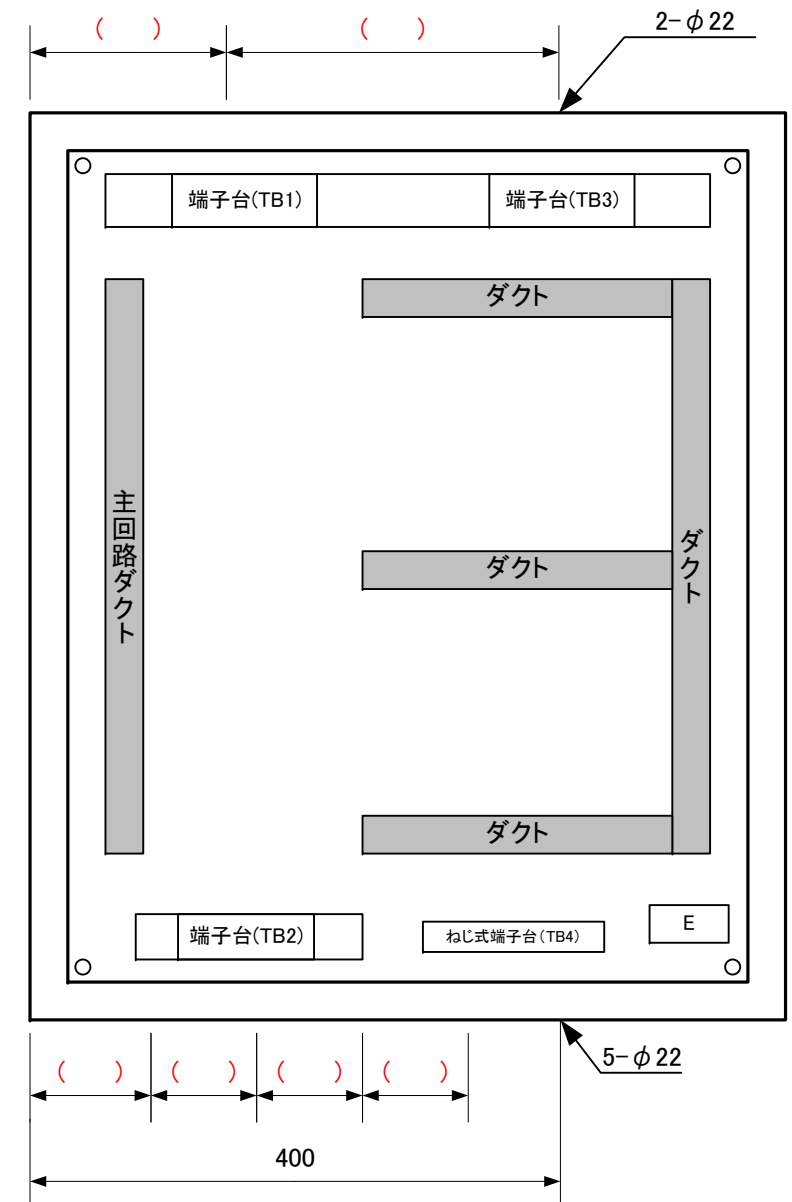 (　　)
(　　)
2-φ22
端子台(TB1)
端子台(TB3)
ダクト
主回路ダクト
ダクト
ダクト
ダクト
端子台(TB2)
ねじ式端子台(TB4)
E
5-φ22
(　　)
(　　)
(　　)
(　　)
400